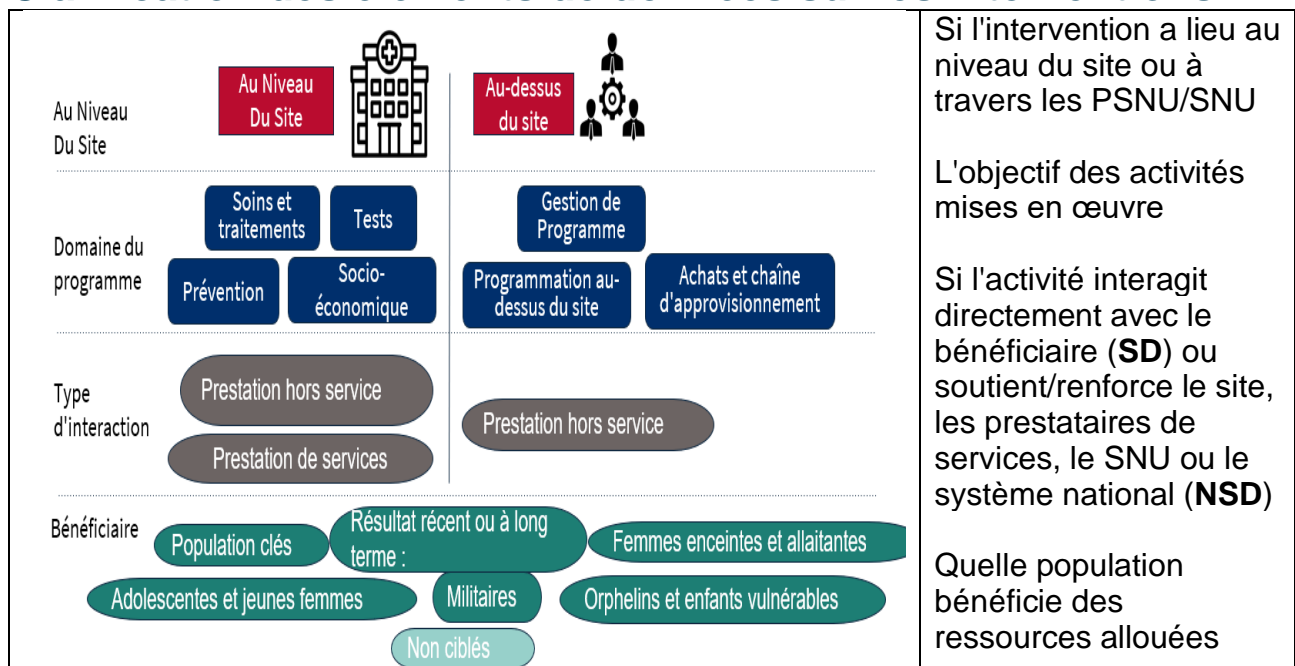 Au Niveau
Du Site
Au Niveau
Du Site
Au-dessus
du site
Domaine du
programme
Soins et
traitements
Tests
Prévention
Socio-
économique
Gestion de
Programme
Programmation au-
dessus du site
Achats et chaîne
d'approvisionnement
Type
d'interaction
Prestation hors service
Prestation de services
Prestation hors service
Bénéficiaire
Population clés
Résultat récent ou à long
terme :
Femmes enceintes et allaitantes
Adolescentes et jeunes femmes
Militaires
Orphelins et enfants vulnérables
Non ciblés
Si l'intervention a lieu au
niveau du site ou à
travers les PSNU/SNU
L'objectif des activités
mises en œuvre
Si l'activité interagit
directement avec le
bénéficiaire (SD) ou
soutient/renforce le site,
les prestataires de
services, le SNU ou le
système national (NSD)
Quelle population
bénéficie des
ressources allouées